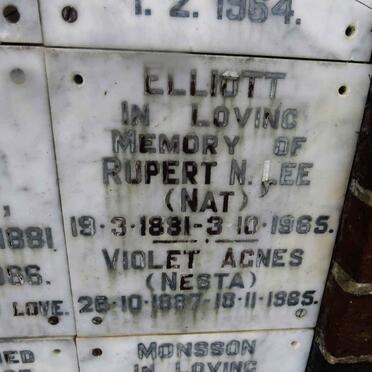 1. 2. 1954.
ELLIOTT
IN LOVING
MEMORY OF
RUPERT N. LEE
(NAT)
19·3·1881-3·10·1965.
VIOLET AGNES
(NESTA)
26·10·1887·18·11·1965.
1881
LOVE.
MONSSON
IN LOVING